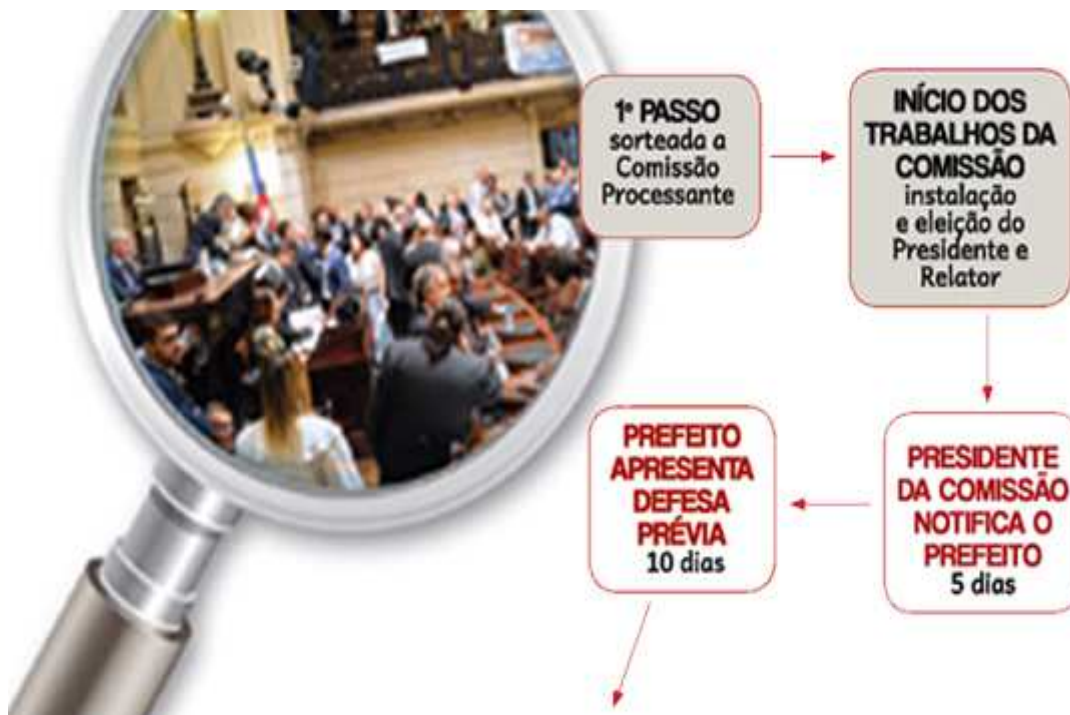 1º PASSO
sorteada a
Comissão
Processante
INÍCIO DOS
TRABALHOS DA
COMISSÃO
instalação
e eleição do
Presidente e
Relator
PRESIDENTE
DA COMISSÃO
NOTIFICA O
PREFEITO
5 dias
PREFEITO
APRESENTA
DEFESA
PRÉVIA
10 dias